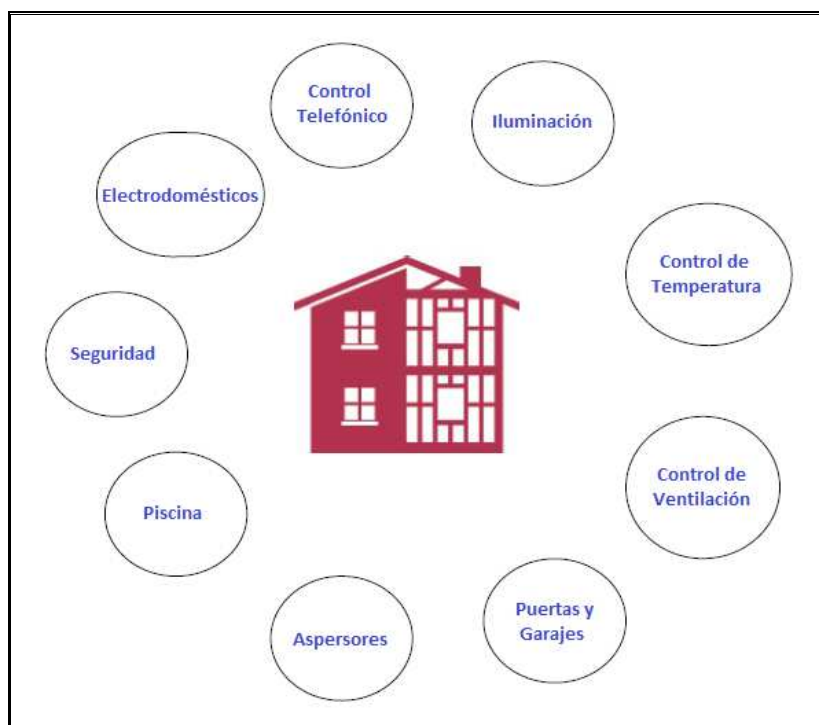 Control
Telefónico
Iluminación
Electrodomésticos
Control de
Temperatura
Seguridad
Control de
Ventilación
Piscina
Puertas y
Garajes
Aspersores